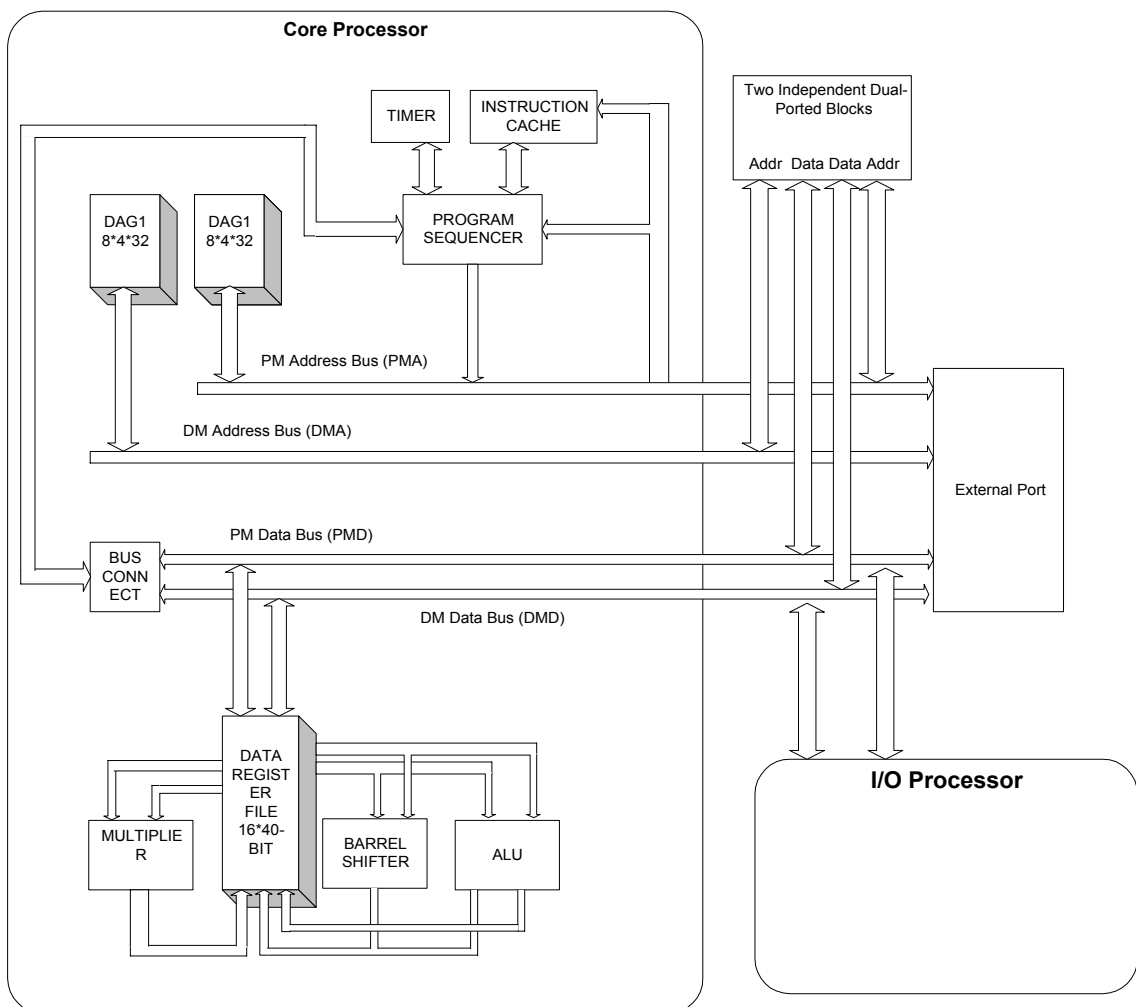 Core Processor
TIMER
INSTRUCTION
CACHE
Two Independent Dual-
Ported Blocks
Addr Data Data Addr
DAG1
8*4*32
DAG1
8*4*32
PROGRAM
SEQUENCER
PM Address Bus (PMA)
DM Address Bus (DMA)
External Port
PM Data Bus (PMD)
BUS
CONN
ECT
DM Data Bus (DMD)
DATA
REGIST
ER
FILE
16*40-
BIT
MULTIPLIE
R
BARREL
SHIFTER
ALU
I/O Processor